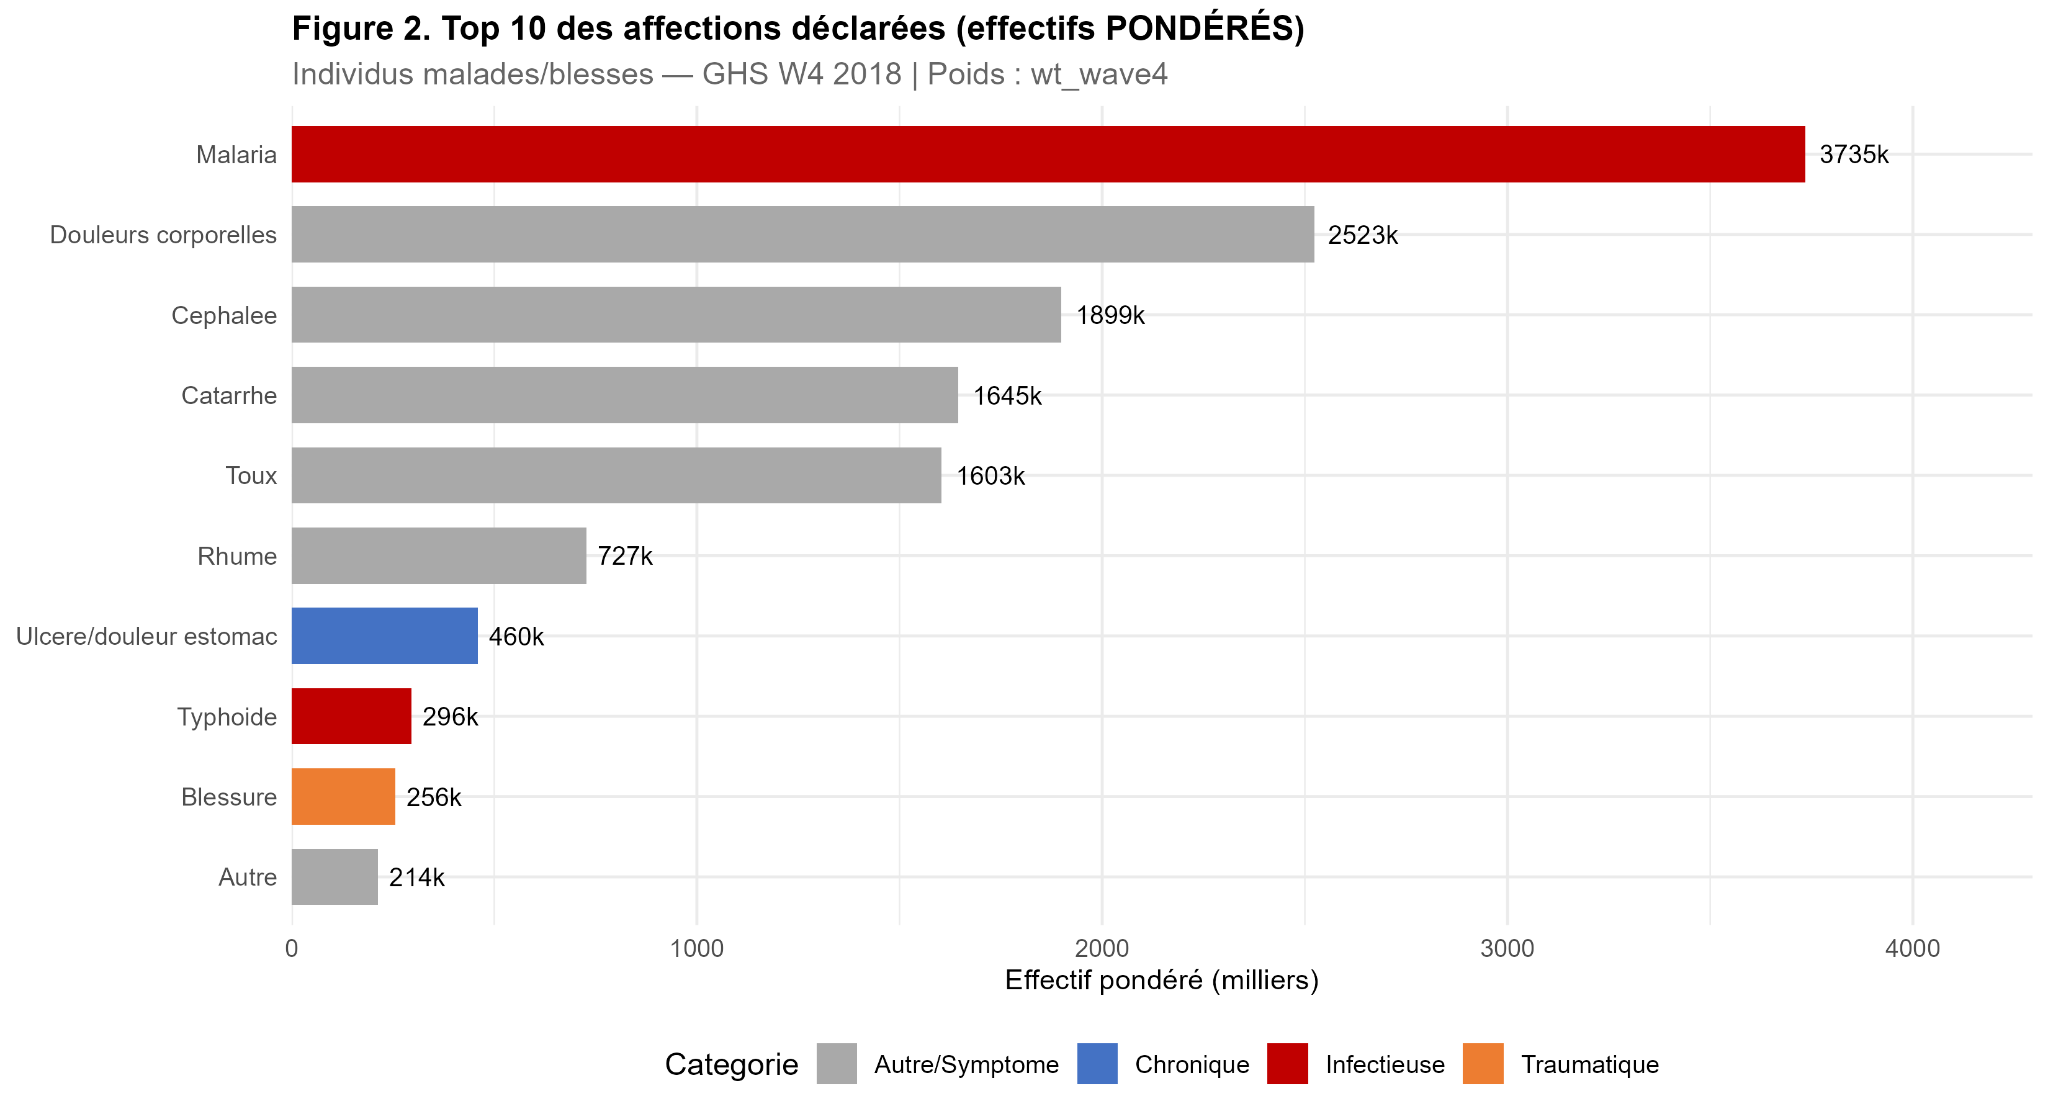 Figure 2. Top 10 des affections déclarées (effectifs PONDÉRÉS)
Individus malades/blesses — GHS W4 2018 | Poids : wt_wave4
Malaria 3735k
Douleurs corporelles 2523k
Cephalee 1899k
Catarrhe 1645k
Toux 1603k
Rhume 727k
Ulcere/douleur estomac 460k
Typhoide 296k
Blessure 256k
Autre 214k
0 1000 2000 3000 4000
Effectif pondéré (milliers)
Categorie Autre/Symptome Chronique Infectieuse Traumatique